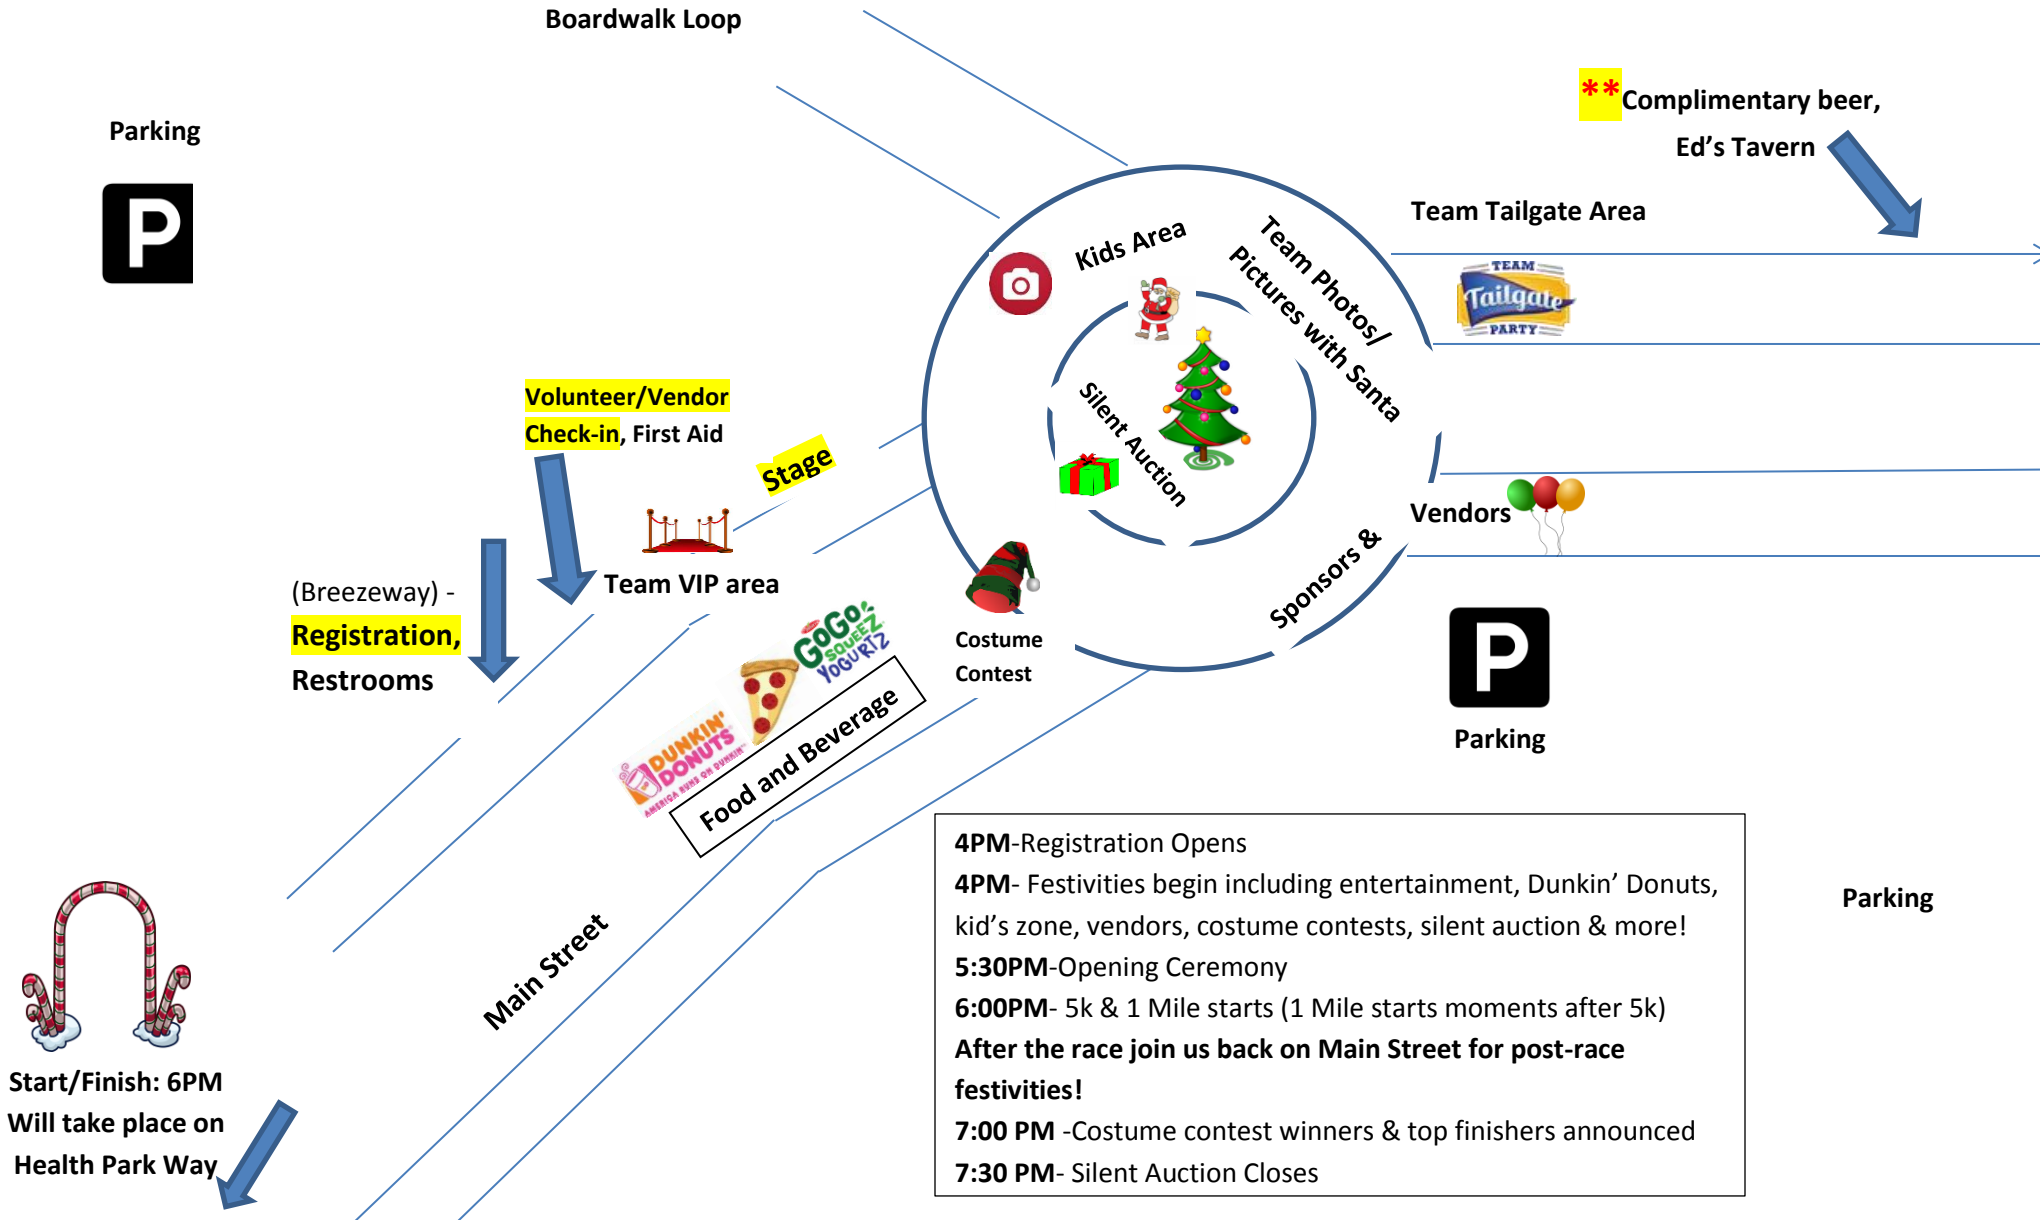 Boardwalk Loop
**Complimentary beer,
Ed’s Tavern
Parking
P
Team Tailgate Area
TEAM
Tailgate
PARTY
Kids Area
Team Photos/
Pictures with Santa
Silent Auction
Volunteer/Vendor
Check-in, First Aid
Stage
Team VIP area
(Breezeway) -
Registration,
Restrooms
Vendors
Sponsors &
Costume
Contest
GOGO
SQUEEZ
YOGURTZ
DUNKIN'
DONUTS
AMERICA RUNS ON DUNKIN'
Food and Beverage
P
Parking
Main Street
4PM-Registration Opens
4PM- Festivities begin including entertainment, Dunkin’ Donuts,
kid’s zone, vendors, costume contests, silent auction & more!
5:30PM-Opening Ceremony
6:00PM- 5k & 1 Mile starts (1 Mile starts moments after 5k)
After the race join us back on Main Street for post-race
festivities!
7:00 PM -Costume contest winners & top finishers announced
7:30 PM- Silent Auction Closes
Parking
Start/Finish: 6PM
Will take place on
Health Park Way